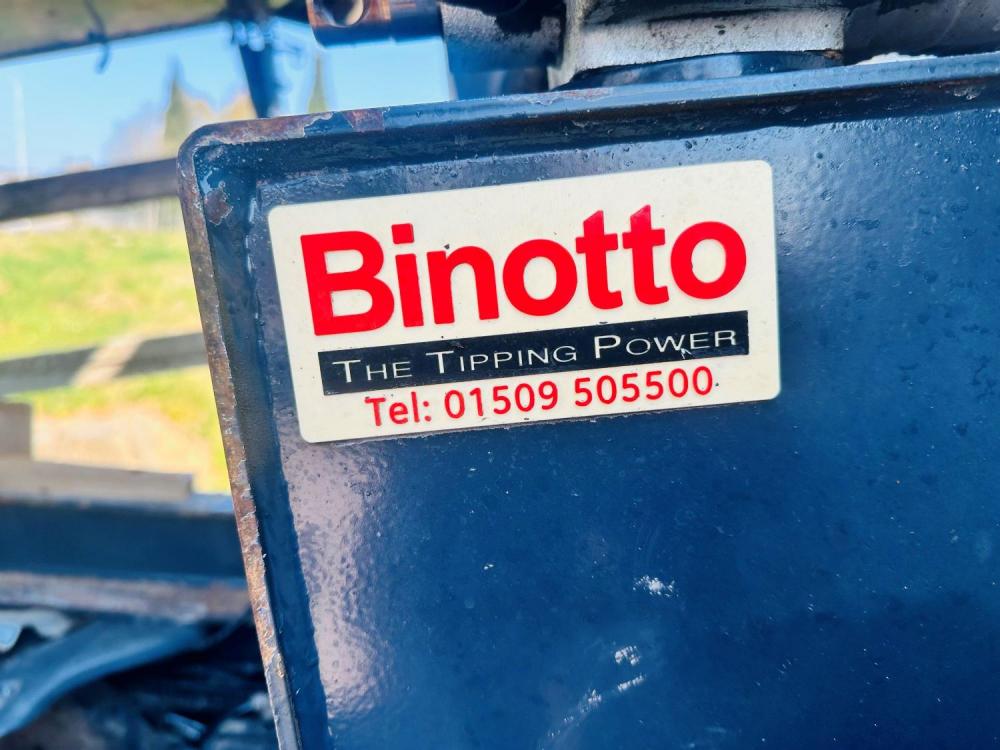 Binotto
THE TIPPING POWER
Tel: 01509 505500